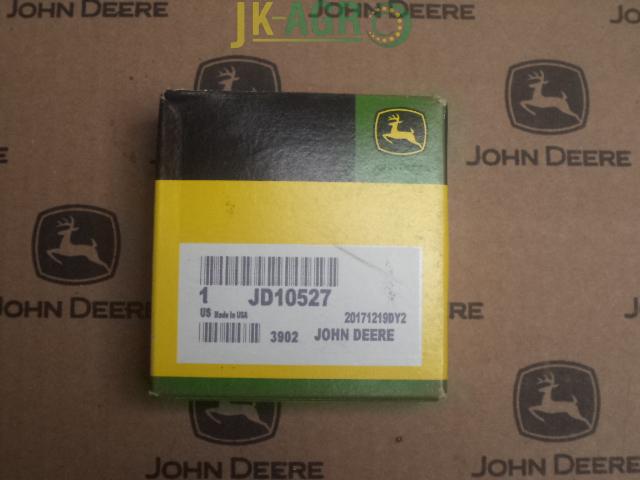 JOHN DEERE
JK-AGRO
JOHN DEERE
JOHN DEERE
1 JD10527
US Made In USA 20171219DY2
3902 JOHN DEERE
JOHN DEERE
JOHN DEERE
JOHN DEERE